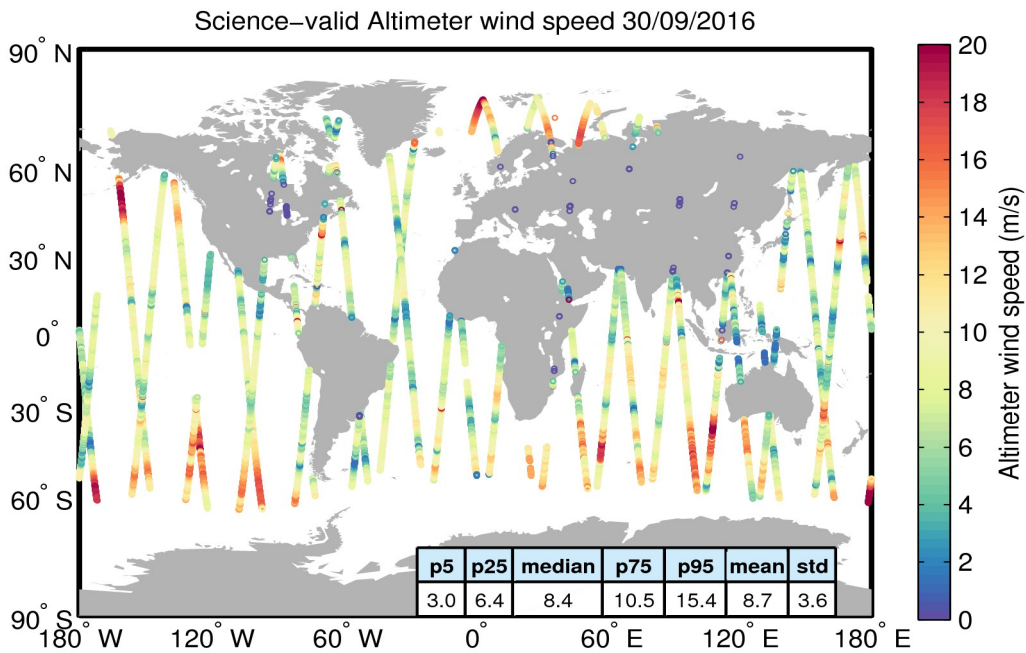 Science−valid Altimeter wind speed 30/09/2016
90° N
60° N
30° N
0°
30° S
60° S
90° S
180° W
120° W
60° W
0°
60° E
120° E
180° E
p5 p25 median p75 p95 mean std
3.0 6.4 8.4 10.5 15.4 8.7 3.6
20
18
16
14
12
10
8
6
4
2
0
Altimeter wind speed (m/s)